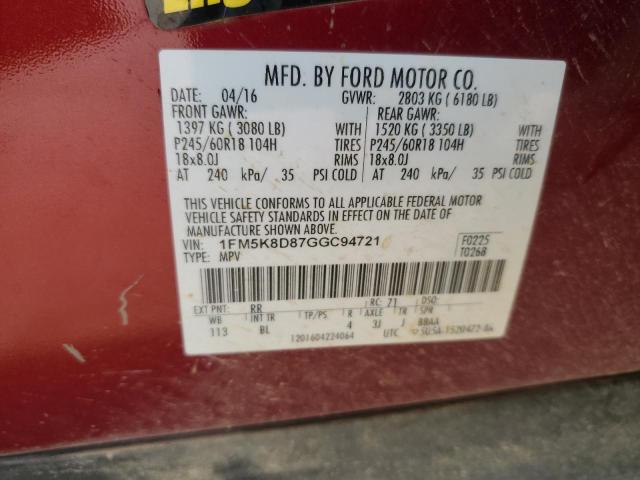 MFD. BY FORD MOTOR CO.
DATE: 04/16 GVWR: 2803 KG ( 6180 LB)
FRONT GAWR: REAR GAWR:
1397 KG ( 3080 LB) WITH 1520 KG ( 3350 LB) WITH
P245/60R18 104H TIRES P245/60R18 104H TIRES
18x8.0J RIMS 18x8.0J RIMS
AT 240 kPa/ 35 PSI COLD AT 240 kPa/ 35 PSI COLD
THIS VEHICLE CONFORMS TO ALL APPLICABLE FEDERAL MOTOR
VEHICLE SAFETY STANDARDS IN EFFECT ON THE DATE OF
MANUFACTURE SHOWN ABOVE.
VIN: 1FM5K8D87GGC94721 F0225
TYPE: MPV T0268
EXT PNT: RR RC: 71 DSO:
WB INT TR TP/PS R AXLE TR SPR
113 BL 4 3J J BBAA
1201604224064 UTC